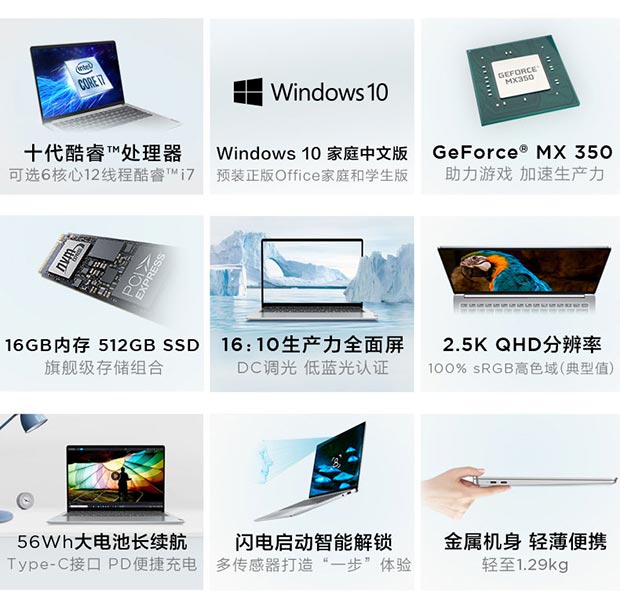 intel
CORE i7
十代酷睿™处理器
可选6核心12线程酷睿™i7
Windows 10
Windows 10 家庭中文版
预装正版Office家庭和学生版
GEFORCE®
MX350
GeForce® MX 350
助力游戏 加速生产力
PCI
EXPRESS
16GB内存 512GB SSD
旗舰级存储组合
16:10生产力全面屏
DC调光 低蓝光认证
2.5K QHD分辨率
100% sRGB高色域(典型值)
56Wh大电池长续航
Type-C接口 PD便捷充电
闪电启动智能解锁
多传感器打造“一步”体验
金属机身 轻薄便携
轻至1.29kg